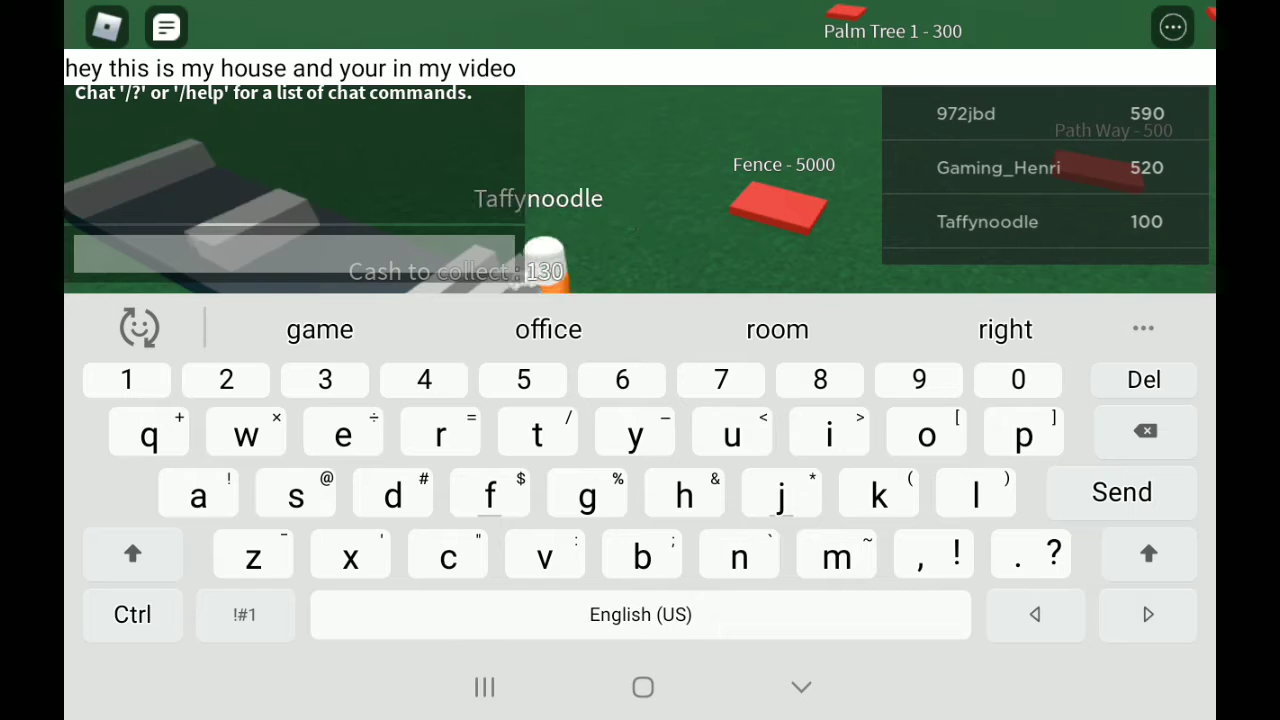 Palm Tree 1 - 300
hey this is my house and your in my video
Chat '/?' or '/help' for a list of chat commands.
972jbd 590
Path Way - 500
Fence - 5000
Gaming_Henri 520
Taffynoodle
Taffynoodle 100
Cash to collect : 130
game office room right
1 2 3 4 5 6 7 8 9 0 Del
q + w × e ÷ r = t / y – u < i > o [ p ]
a ! s @ d # f $ g % h & j * k ( l ) Send
z - x ' c " v : b ; n ` m ~ , ! . ?
Ctrl !#1 English (US)